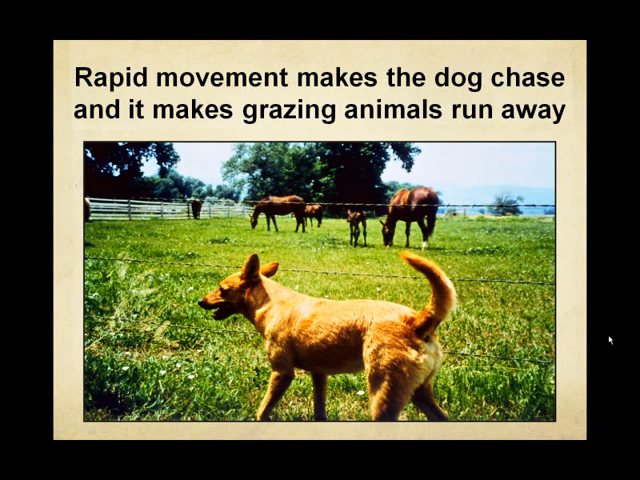 Rapid movement makes the dog chase
and it makes grazing animals run away